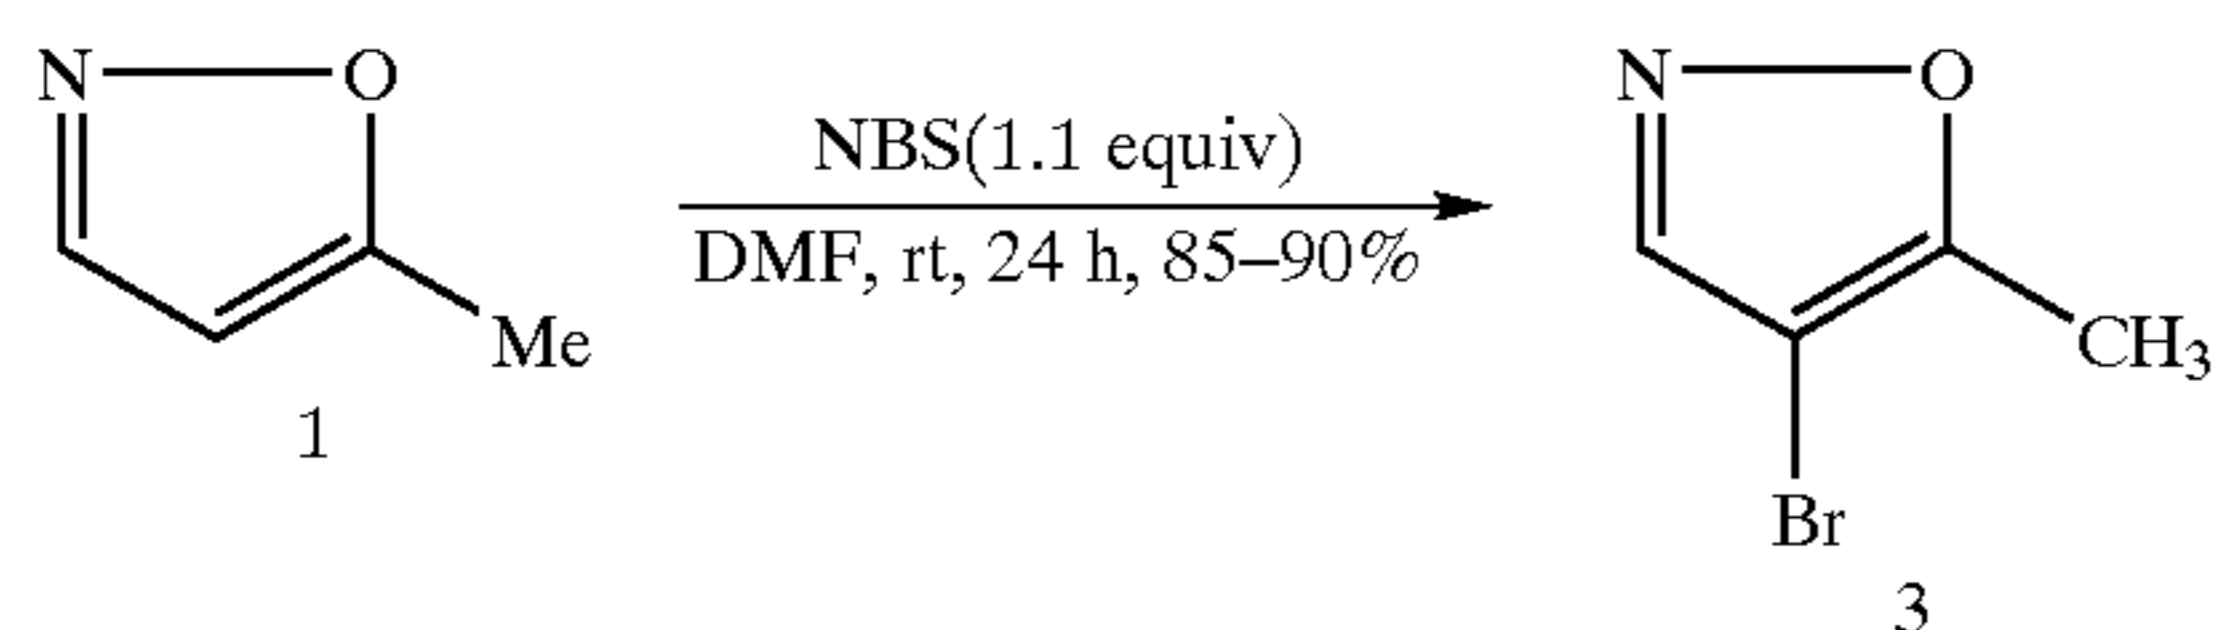 N O
NBS(1.1 equiv)
DMF, rt, 24 h, 85–90%
Me
1
N O
CH3
Br
3